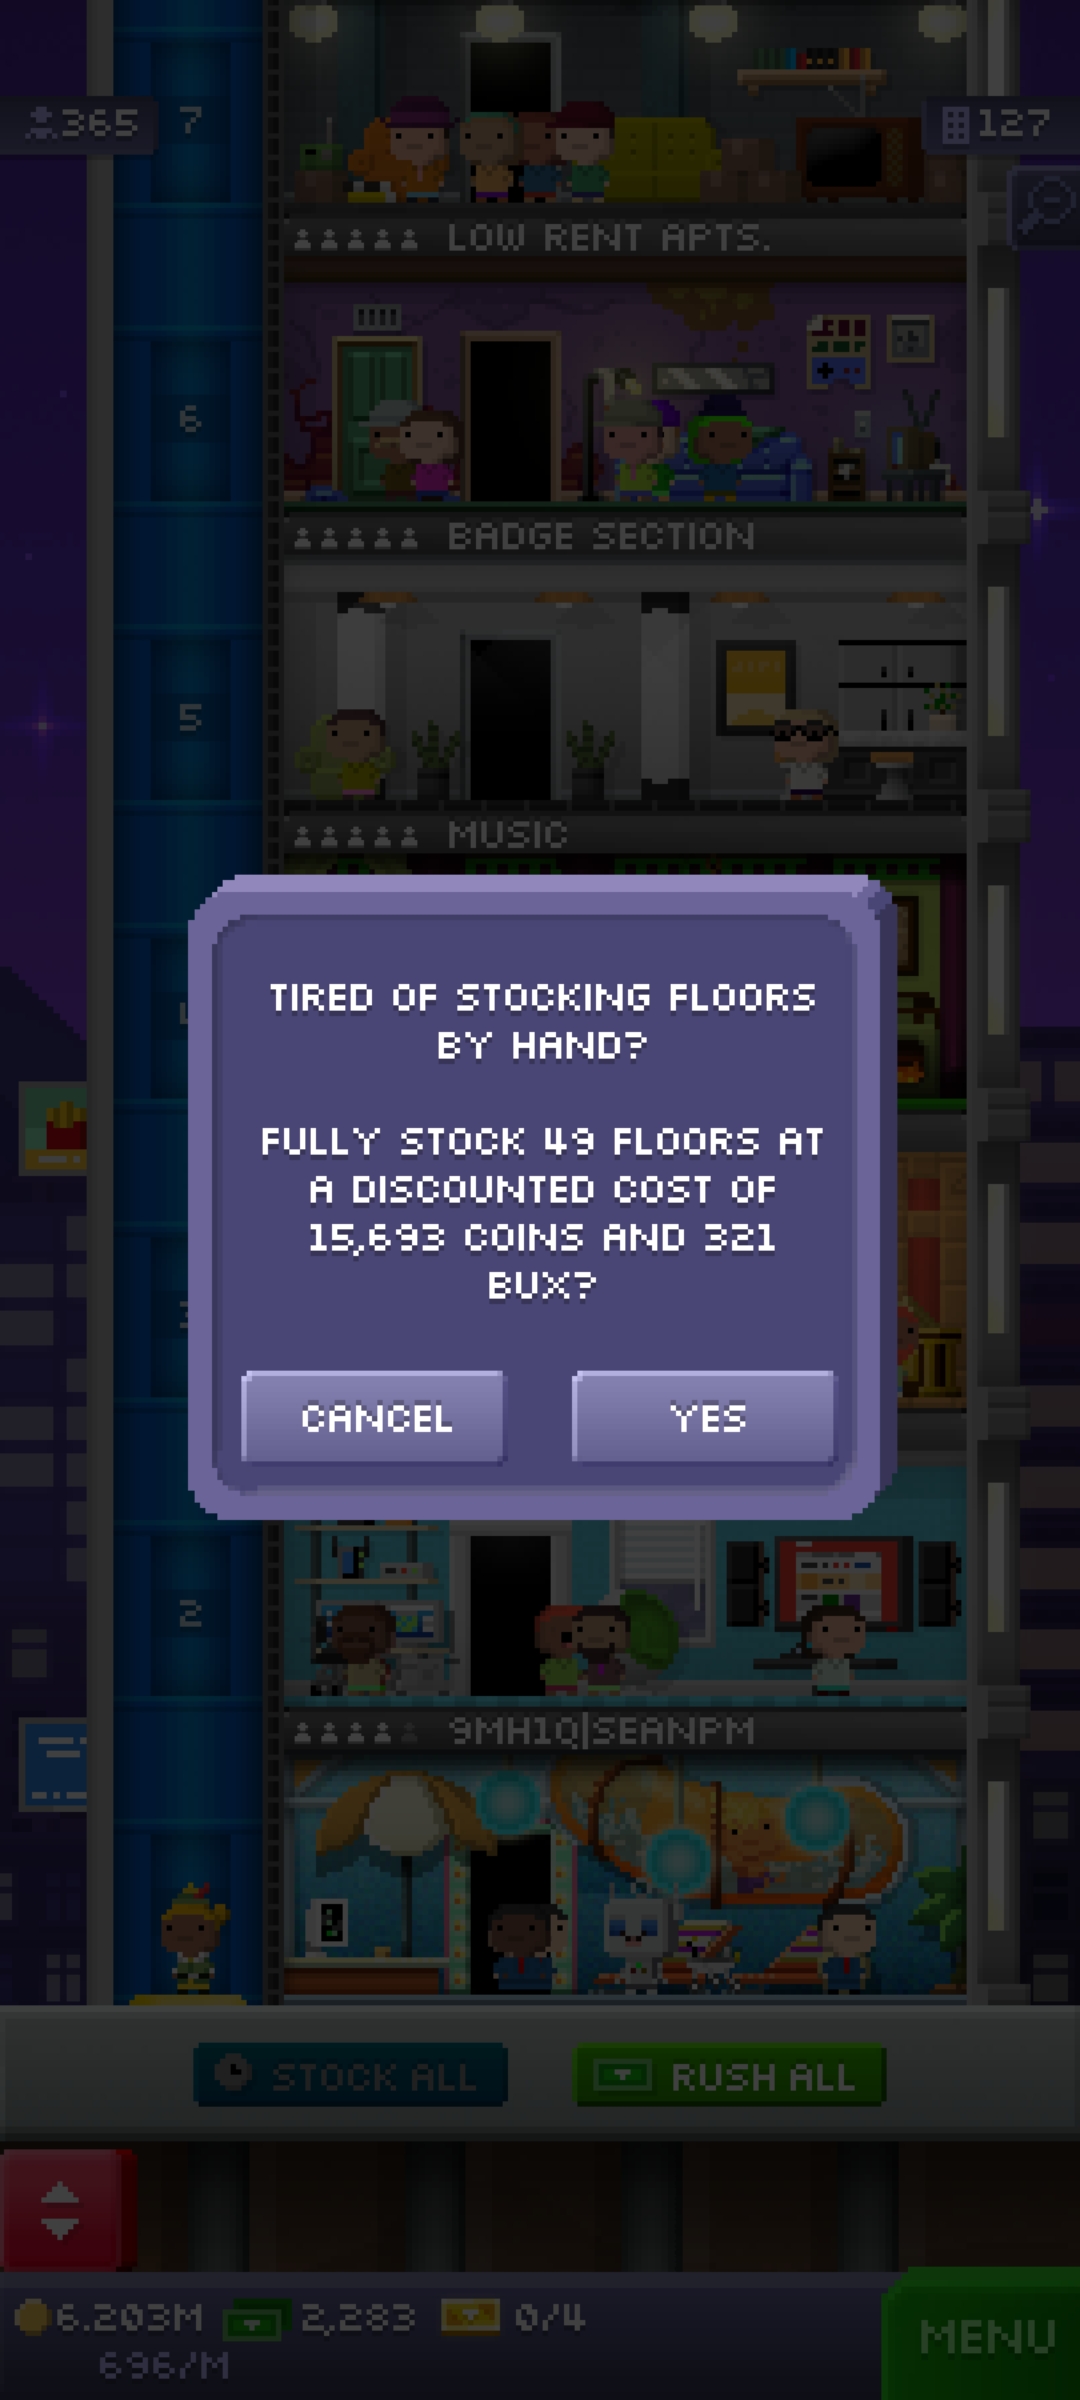 365
7
127
LOW RENT APTS.
6
BADGE SECTION
5
MUSIC
TIRED OF STOCKING FLOORS
BY HAND?
FULLY STOCK 49 FLOORS AT
A DISCOUNTED COST OF
15,693 COINS AND 321
BUX?
CANCEL
YES
2
9MH1Q|SEANPM
STOCK ALL
RUSH ALL
6.203M
2,283
0/4
696/M
MENU